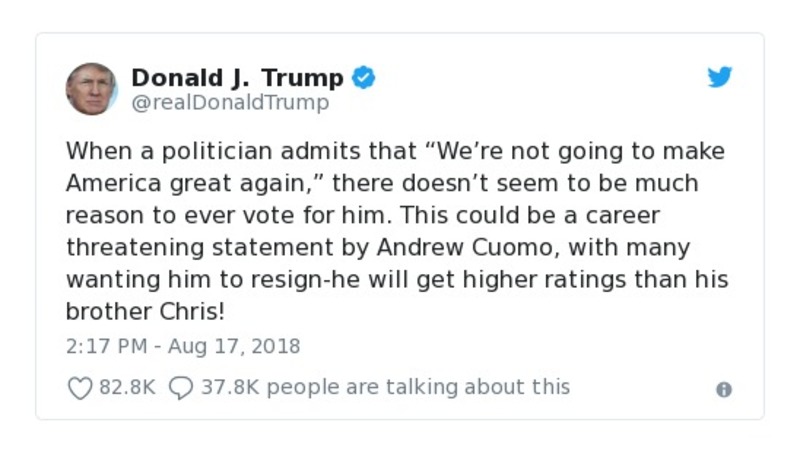 Donald J. Trump
@realDonaldTrump
When a politician admits that “We’re not going to make
America great again,” there doesn’t seem to be much
reason to ever vote for him. This could be a career
threatening statement by Andrew Cuomo, with many
wanting him to resign-he will get higher ratings than his
brother Chris!
2:17 PM - Aug 17, 2018
82.8K 37.8K people are talking about this